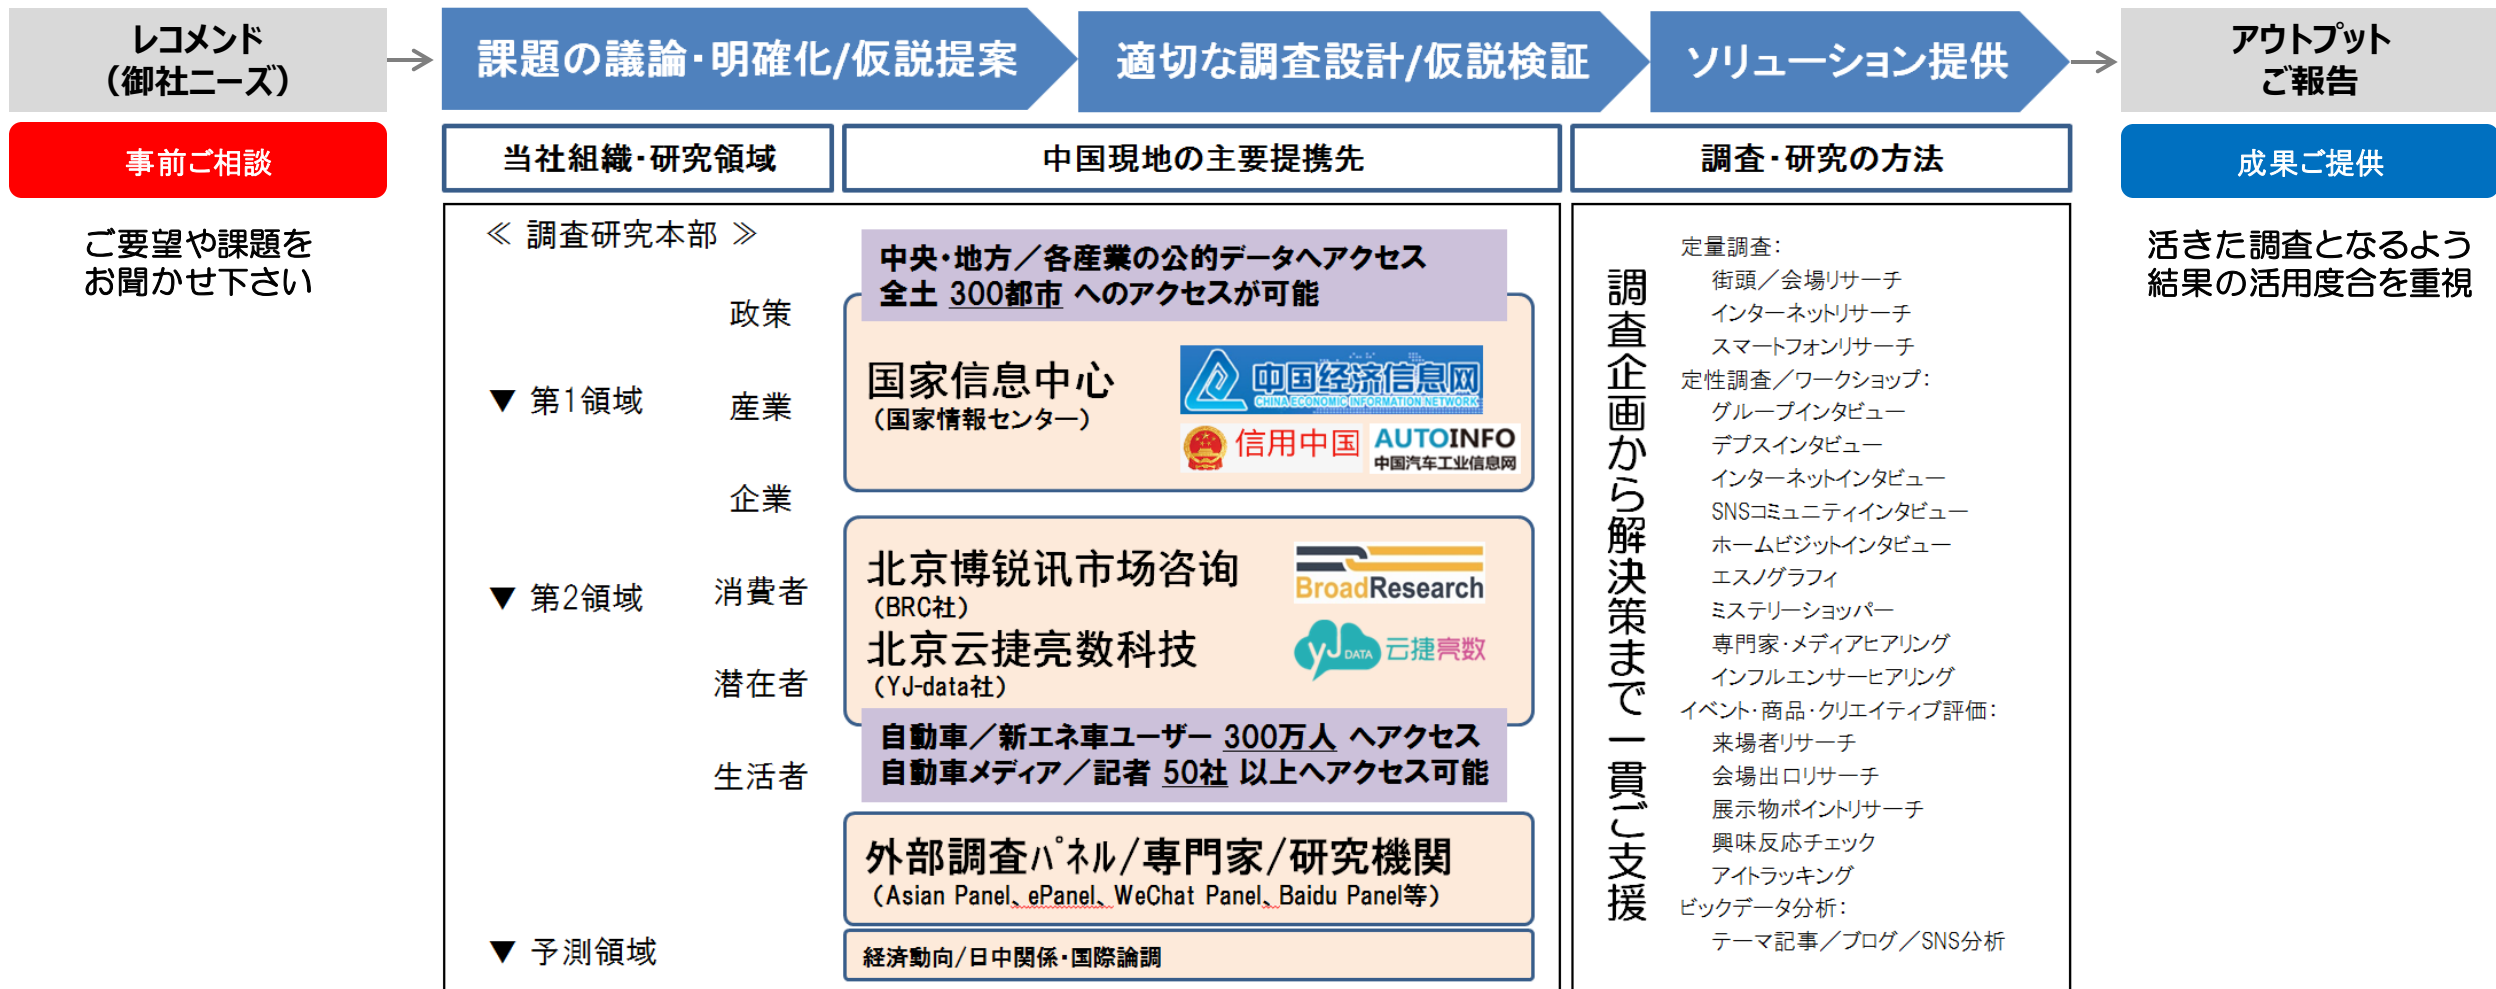 レコメンド
（御社ニーズ）
課題の議論・明確化/仮説提案
適切な調査設計/仮説検証
ソリューション提供
アウトプット
ご報告
事前ご相談
当社組織・研究領域
中国現地の主要提携先
調査・研究の方法
成果ご提供
ご要望や課題を
お聞かせ下さい
≪ 調査研究本部 ≫
政策
▼ 第1領域
産業
企業
▼ 第2領域
消費者
潜在者
生活者
▼ 予測領域
中央・地方／各産業の公的データへアクセス
全土 300都市 へのアクセスが可能
国家信息中心
（国家情報センター）
中国经济信息网
CHINA ECONOMIC INFORMATION NETWORK
信用中国
AUTOINFO
中国汽车工业信息网
北京博锐讯市场咨询
（BRC社）
BroadResearch
北京云捷亮数科技
（YJ-data社）
YJ DATA 云捷亮数
自動車／新エネ車ユーザー 300万人 へアクセス
自動車メディア／記者 50社 以上へアクセス可能
外部調査ﾊﾟﾈﾙ/専門家/研究機関
（Asian Panel、ePanel、WeChat Panel、Baidu Panel等）
経済動向/日中関係・国際論調
調査企画から解決策まで一貫ご支援
定量調査：
街頭／会場リサーチ
インターネットリサーチ
スマートフォンリサーチ
定性調査／ワークショップ：
グループインタビュー
デプスインタビュー
インターネットインタビュー
SNSコミュニティインタビュー
ホームビジットインタビュー
エスノグラフィ
ミステリーショッパー
専門家・メディアヒアリング
インフルエンサーヒアリング
イベント・商品・クリエイティブ評価：
来場者リサーチ
会場出口リサーチ
展示物ポイントリサーチ
興味反応チェック
アイトラッキング
ビックデータ分析：
テーマ記事／ブログ／SNS分析
活きた調査となるよう
結果の活用度合を重視